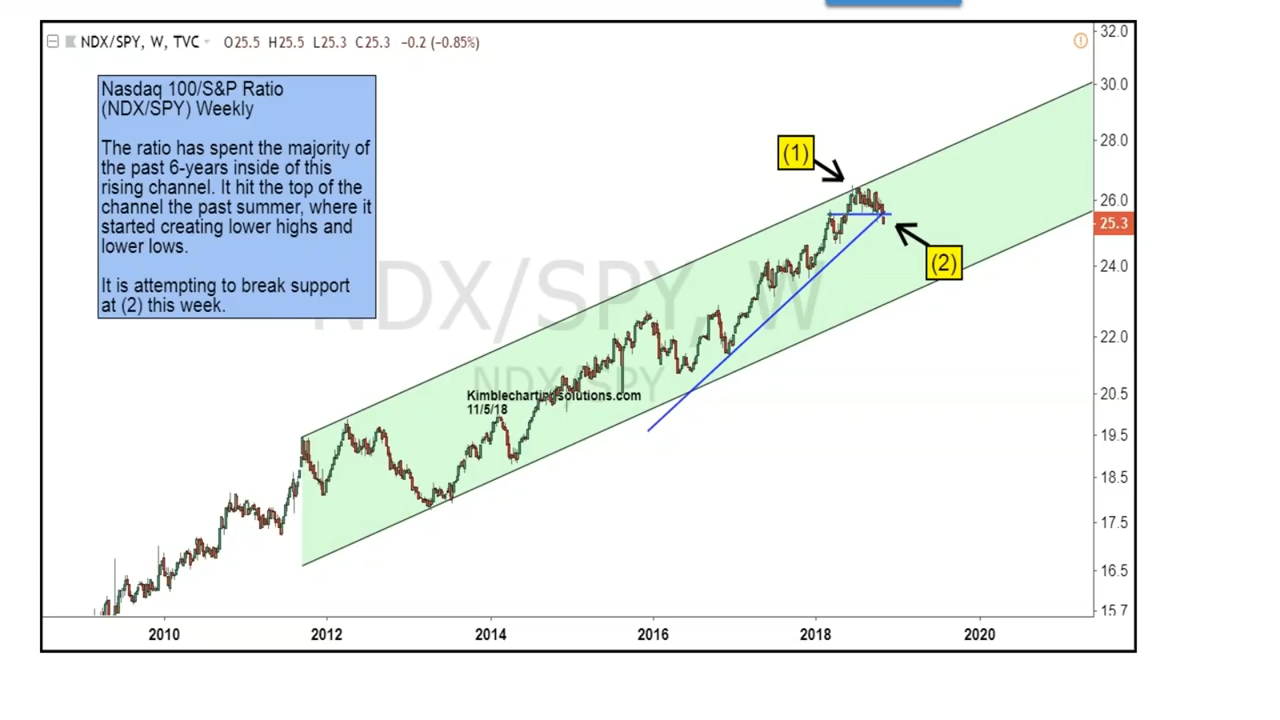 NDX/SPY, W, TVC O25.5 H25.5 L25.3 C25.3 −0.2 (−0.85%)
Nasdaq 100/S&P Ratio
(NDX/SPY) Weekly
The ratio has spent the majority of
the past 6-years inside of this
rising channel. It hit the top of the
channel the past summer, where it
started creating lower highs and
lower lows.
It is attempting to break support
at (2) this week.
(1)
(2)
NDX/SPY, W
NDX/SPY
Kimblechartingsolutions.com
11/5/18
32.0
30.0
28.0
26.0
25.3
24.0
22.0
20.5
19.5
18.5
17.5
16.5
15.7
2010 2012 2014 2016 2018 2020